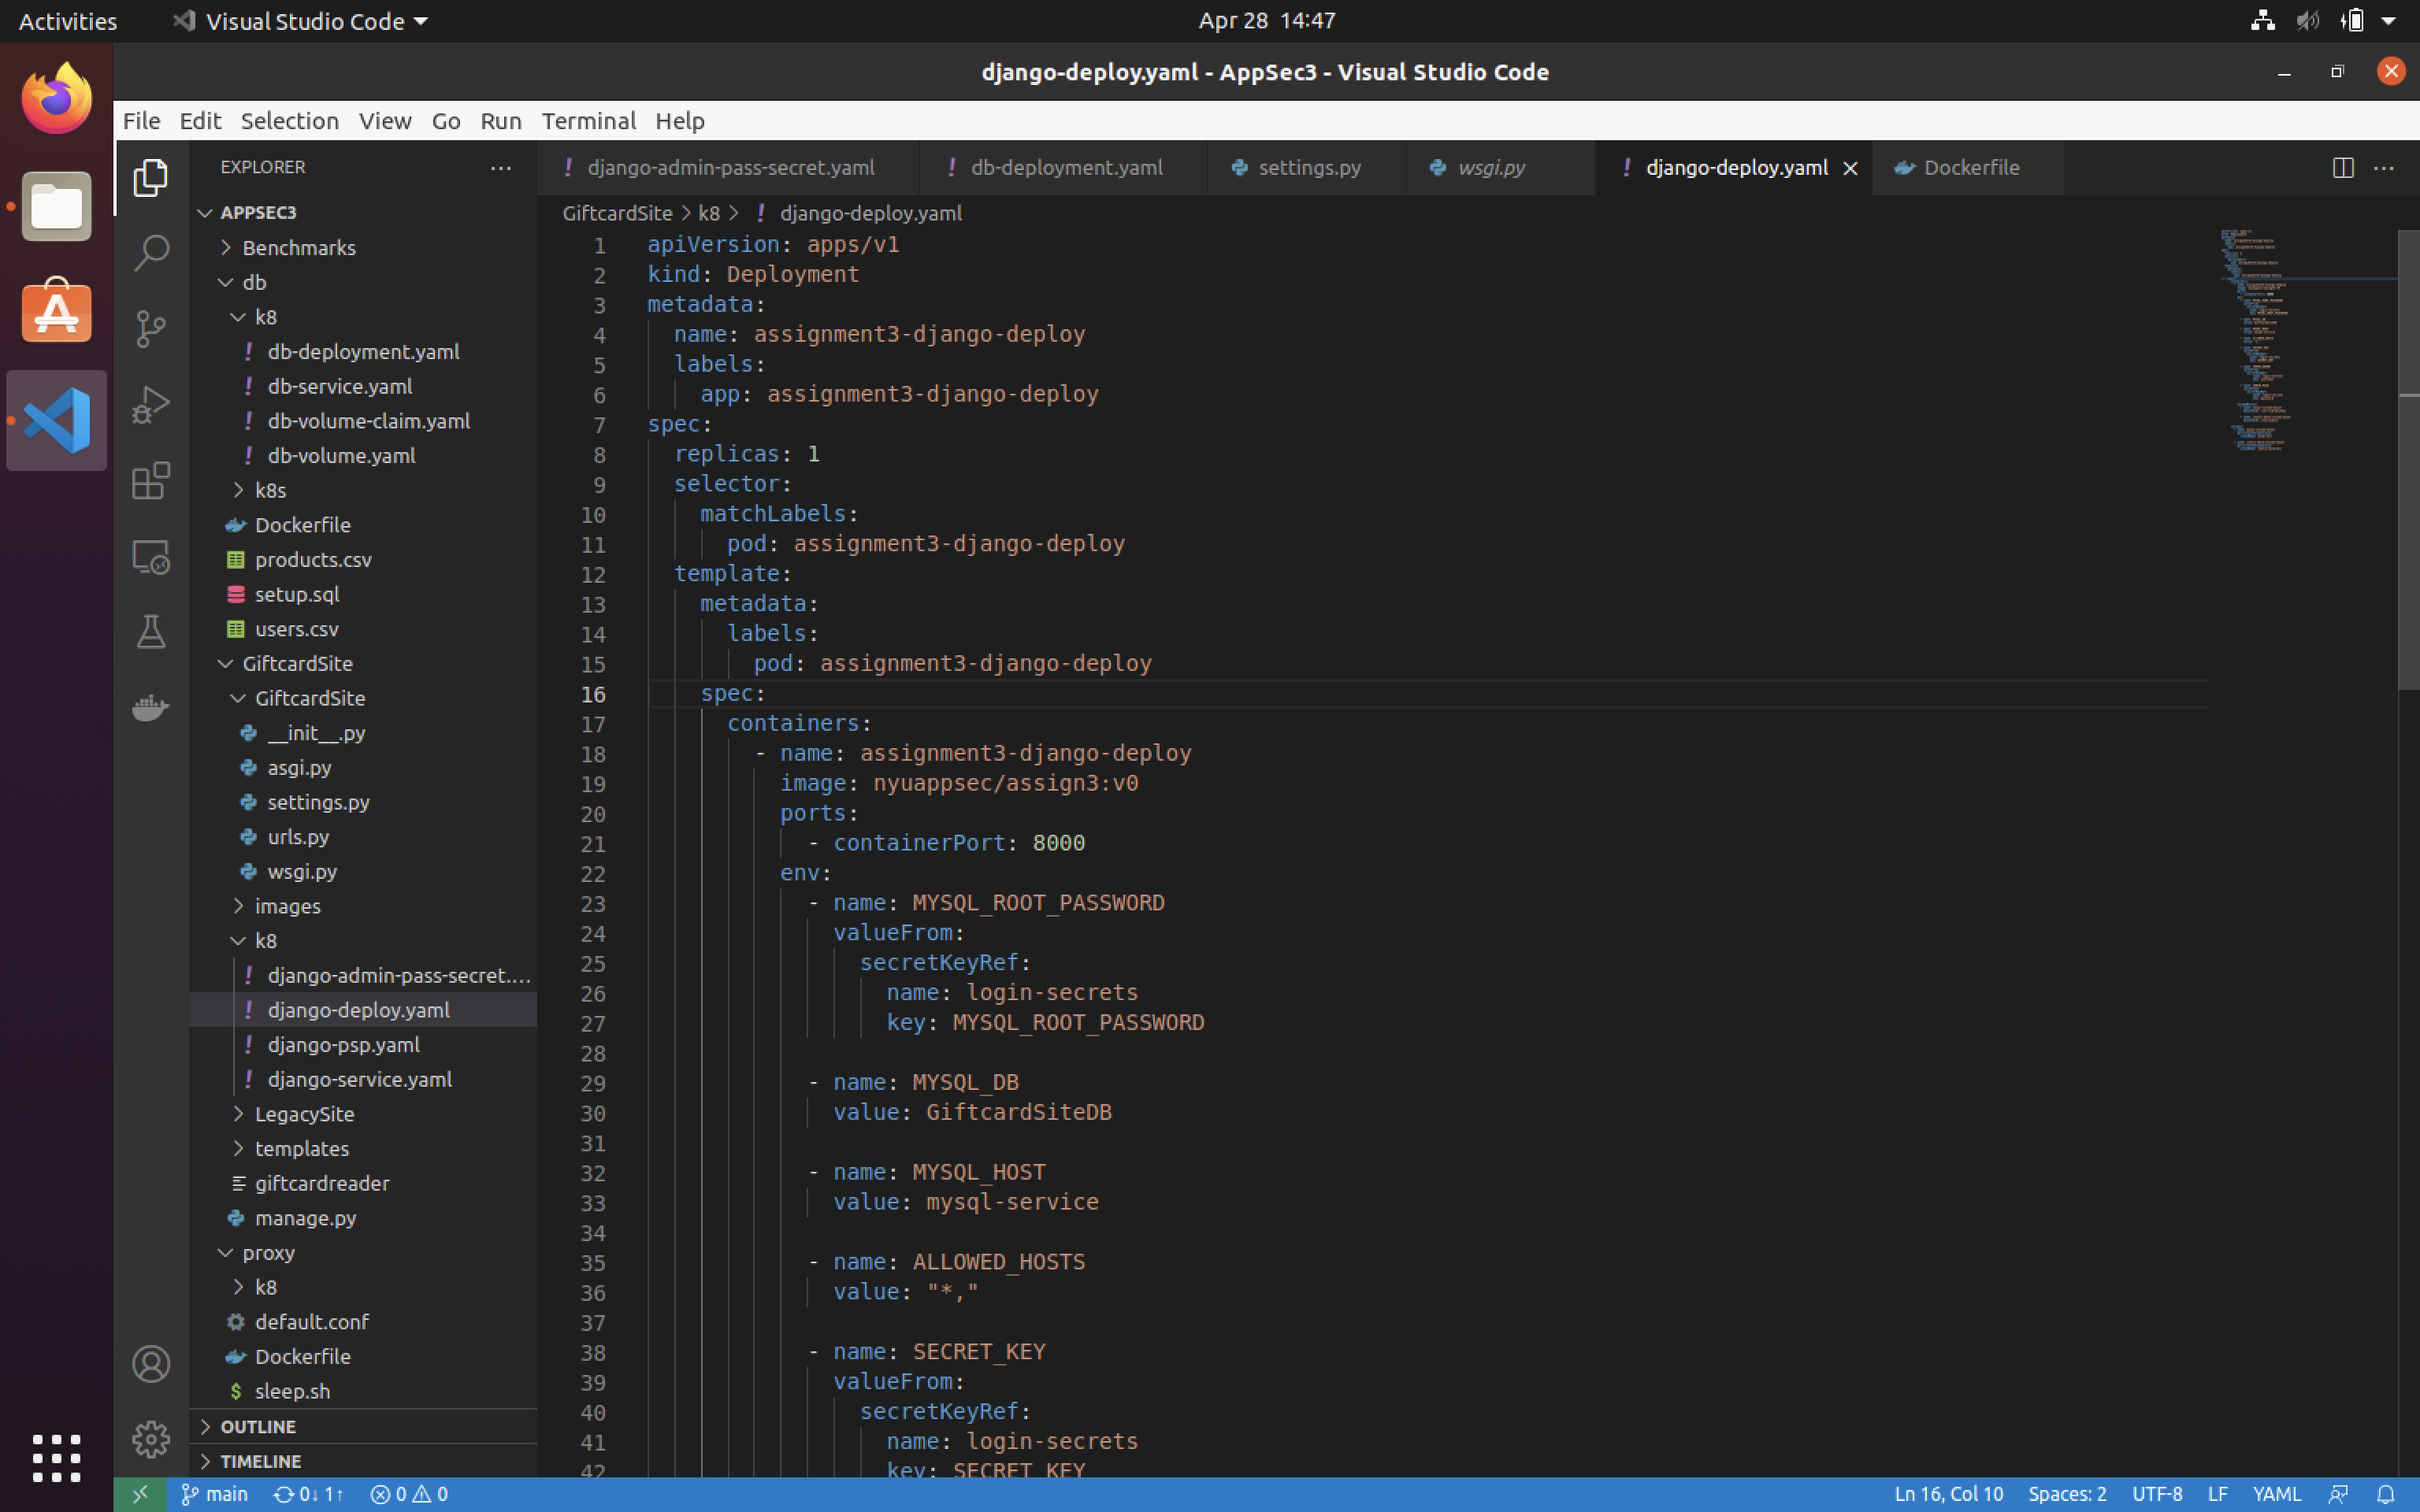 Activities
Visual Studio Code
Apr 28 14:47
django-deploy.yaml - AppSec3 - Visual Studio Code
File Edit Selection View Go Run Terminal Help
EXPLORER
APPSEC3
Benchmarks
db
k8
db-deployment.yaml
db-service.yaml
db-volume-claim.yaml
db-volume.yaml
k8s
Dockerfile
products.csv
setup.sql
users.csv
GiftcardSite
GiftcardSite
__init__.py
asgi.py
settings.py
urls.py
wsgi.py
images
k8
django-admin-pass-secret....
django-deploy.yaml
django-psp.yaml
django-service.yaml
LegacySite
templates
giftcardreader
manage.py
proxy
k8
default.conf
Dockerfile
sleep.sh
OUTLINE
TIMELINE
django-admin-pass-secret.yaml db-deployment.yaml settings.py wsgi.py django-deploy.yaml Dockerfile
GiftcardSite > k8 > ! django-deploy.yaml
1 apiVersion: apps/v1
2 kind: Deployment
3 metadata:
4 name: assignment3-django-deploy
5 labels:
6 app: assignment3-django-deploy
7 spec:
8 replicas: 1
9 selector:
10 matchLabels:
11 pod: assignment3-django-deploy
12 template:
13 metadata:
14 labels:
15 pod: assignment3-django-deploy
16 spec:
17 containers:
18 - name: assignment3-django-deploy
19 image: nyuappsec/assign3:v0
20 ports:
21 - containerPort: 8000
22 env:
23 - name: MYSQL_ROOT_PASSWORD
24 valueFrom:
25 secretKeyRef:
26 name: login-secrets
27 key: MYSQL_ROOT_PASSWORD
28
29 - name: MYSQL_DB
30 value: GiftcardSiteDB
31
32 - name: MYSQL_HOST
33 value: mysql-service
34
35 - name: ALLOWED_HOSTS
36 value: "*,"
37
38 - name: SECRET_KEY
39 valueFrom:
40 secretKeyRef:
41 name: login-secrets
42 key: SECRET_KEY
main 0↓ 1↑ 0 0
Ln 16, Col 10 Spaces: 2 UTF-8 LF YAML